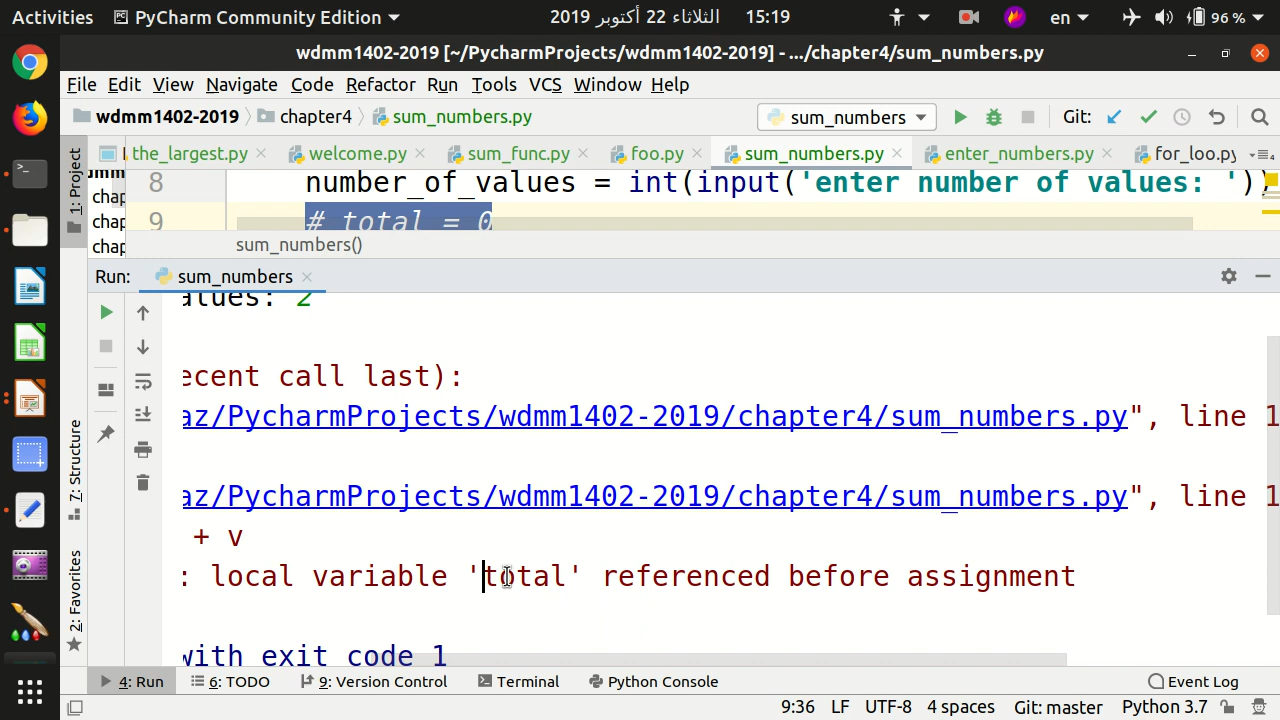 Activities PyCharm Community Edition 2019 الثلاثاء 22 أكتوبر 15:19 en 96 %
wdmm1402-2019 [~/PycharmProjects/wdmm1402-2019] - .../chapter4/sum_numbers.py
File Edit View Navigate Code Refactor Run Tools VCS Window Help
wdmm1402-2019 chapter4 sum_numbers.py sum_numbers Git:
1: Project the_largest.py welcome.py sum_func.py foo.py sum_numbers.py enter_numbers.py for_loo.py 4
8 number_of_values = int(input('enter number of values: '))
chap
9 # total = 0
chap
chap sum_numbers()
Run: sum_numbers
alues: 2
ecent call last):
az/PycharmProjects/wdmm1402-2019/chapter4/sum_numbers.py", line 1
az/PycharmProjects/wdmm1402-2019/chapter4/sum_numbers.py", line 1
+ v
: local variable 'total' referenced before assignment
with exit code 1
7: Structure
2: Favorites
4: Run 6: TODO 9: Version Control Terminal Python Console Event Log
9:36 LF UTF-8 4 spaces Git: master Python 3.7